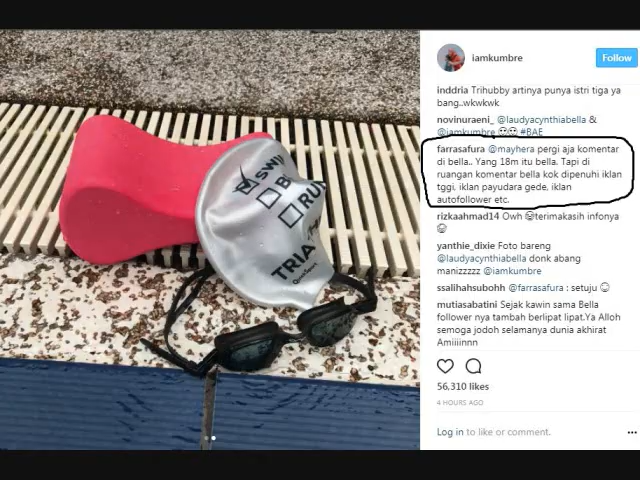 SWIM
B
RUN
TRIA
iamkumbre
Follow
inddria Trihubby artinya punya istri tiga ya
bang..wkwkwk
novinuraeni_ @laudyacynthiabella &
@iamkumbre #BAE
farrasafura @mayhera pergi aja komentar
di bella.. Yang 18m itu bella. Tapi di
ruangan komentar bella kok dipenuhi iklan
tggi, iklan payudara gede, iklan
autofollower etc.
rizkaahmad14 Owh 😄terimakasih infonya
😄
yanthie_dixie Foto bareng
@laudyacynthiabella donk abang
manizzzzz @iamkumbre
ssalihahsubohh @farrasafura : setuju ☺
mutiasabatini Sejak kawin sama Bella
follower nya tambah berlipat lipat.Ya Alloh
semoga jodoh selamanya dunia akhirat
Amiiiinnn
56,310 likes
4 HOURS AGO
Log in to like or comment.